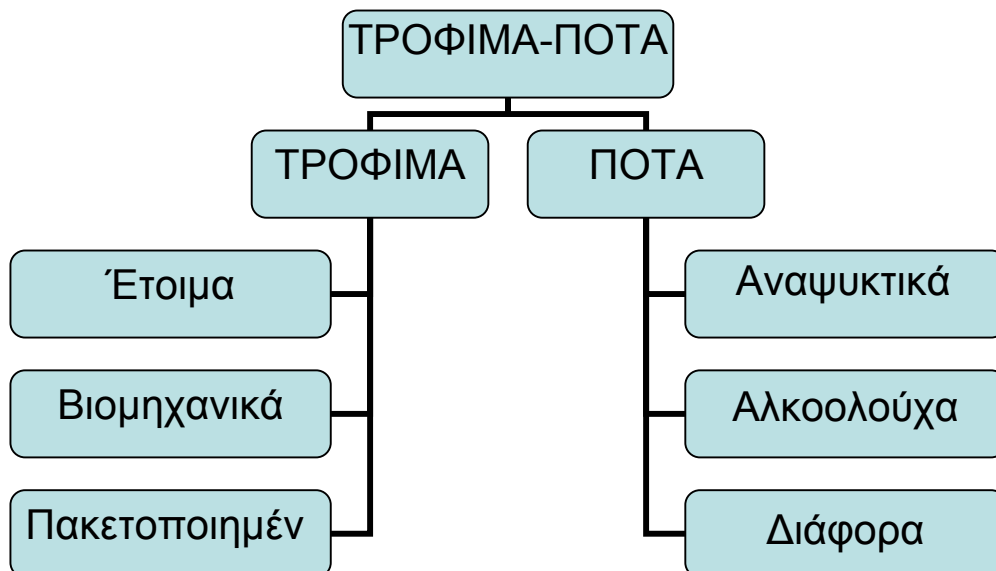 ΤΡΟΦΙΜΑ-ΠΟΤΑ
ΤΡΟΦΙΜΑ
ΠΟΤΑ
Έτοιμα
Αναψυκτικά
Βιομηχανικά
Αλκοολούχα
Πακετοποιημέν
Διάφορα